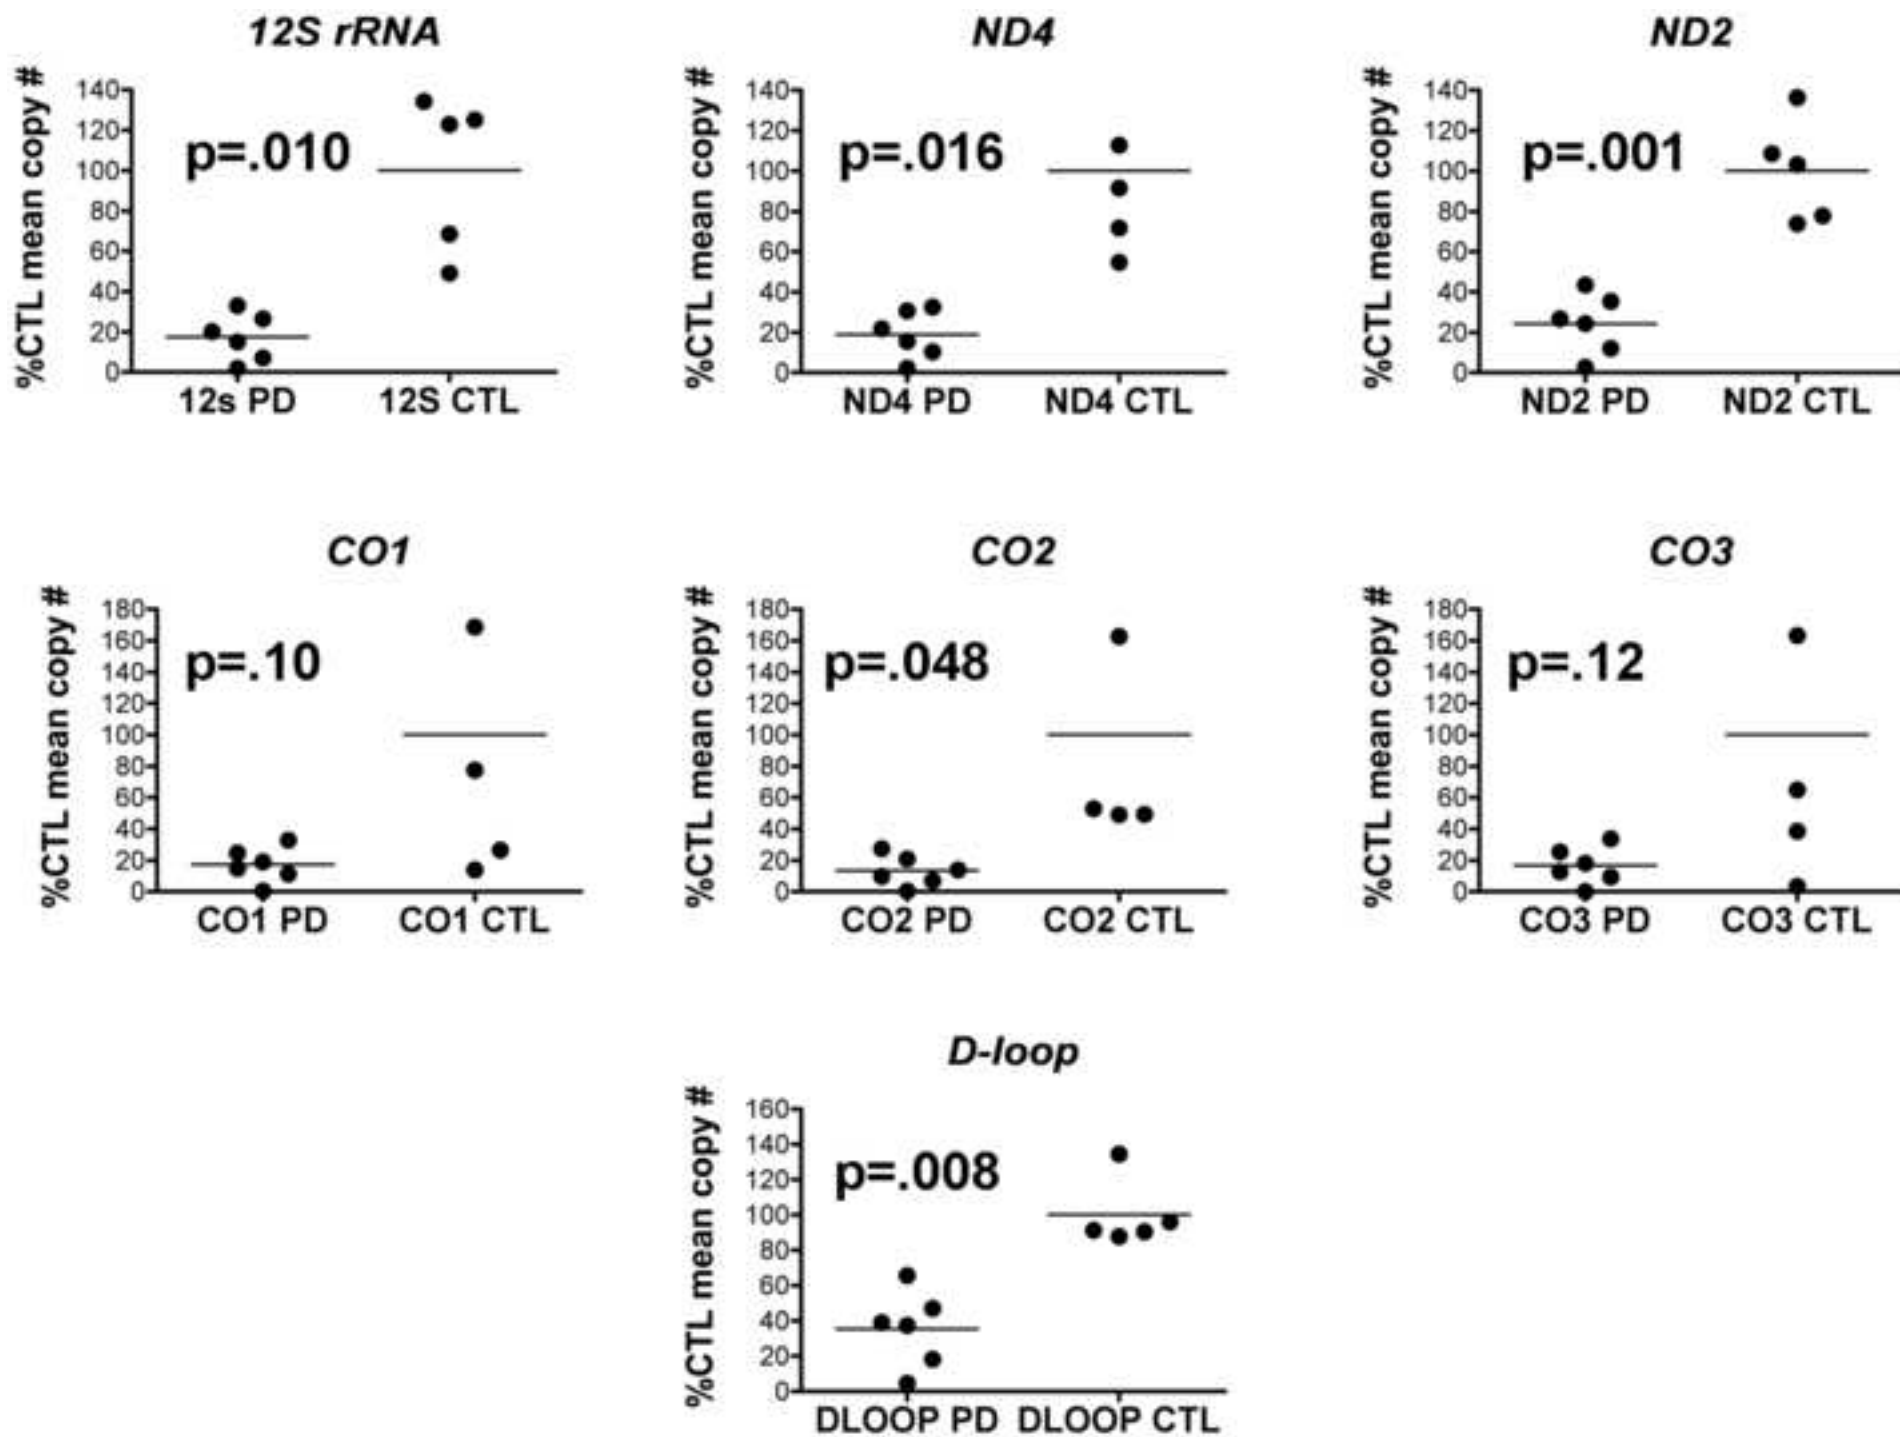 12S rRNA
%CTL mean copy #
140
120
100
80
60
40
20
0
p=.010
12s PD 12S CTL
ND4
%CTL mean copy #
140
120
100
80
60
40
20
0
p=.016
ND4 PD ND4 CTL
ND2
%CTL mean copy #
140
120
100
80
60
40
20
0
p=.001
ND2 PD ND2 CTL
CO1
%CTL mean copy #
180
160
140
120
100
80
60
40
20
0
p=.10
CO1 PD CO1 CTL
CO2
%CTL mean copy #
180
160
140
120
100
80
60
40
20
0
p=.048
CO2 PD CO2 CTL
CO3
%CTL mean copy #
180
160
140
120
100
80
60
40
20
0
p=.12
CO3 PD CO3 CTL
D-loop
%CTL mean copy #
160
140
120
100
80
60
40
20
0
p=.008
DLOOP PD DLOOP CTL